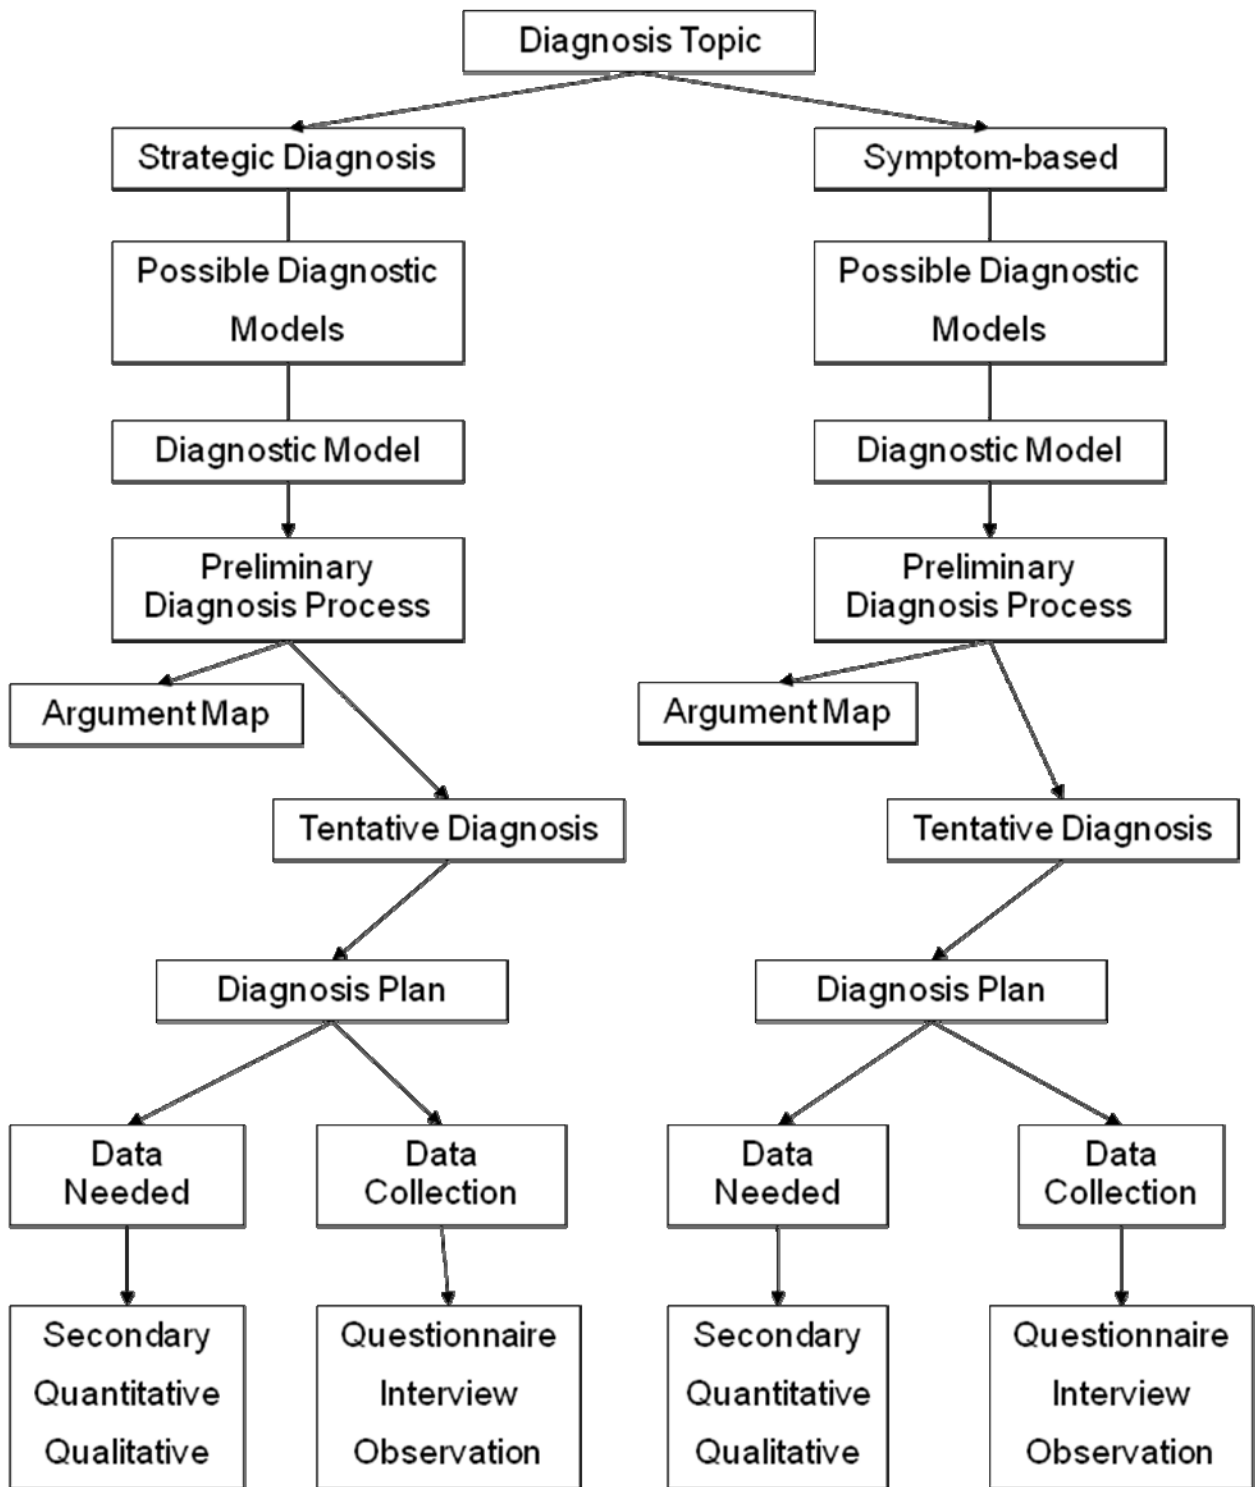 Diagnosis Topic
Strategic Diagnosis
Symptom-based
Possible Diagnostic
Models
Possible Diagnostic
Models
Diagnostic Model
Diagnostic Model
Preliminary
Diagnosis Process
Preliminary
Diagnosis Process
Argument Map
Argument Map
Tentative Diagnosis
Tentative Diagnosis
Diagnosis Plan
Diagnosis Plan
Data
Needed
Data
Collection
Data
Needed
Data
Collection
Secondary
Quantitative
Qualitative
Questionnaire
Interview
Observation
Secondary
Quantitative
Qualitative
Questionnaire
Interview
Observation